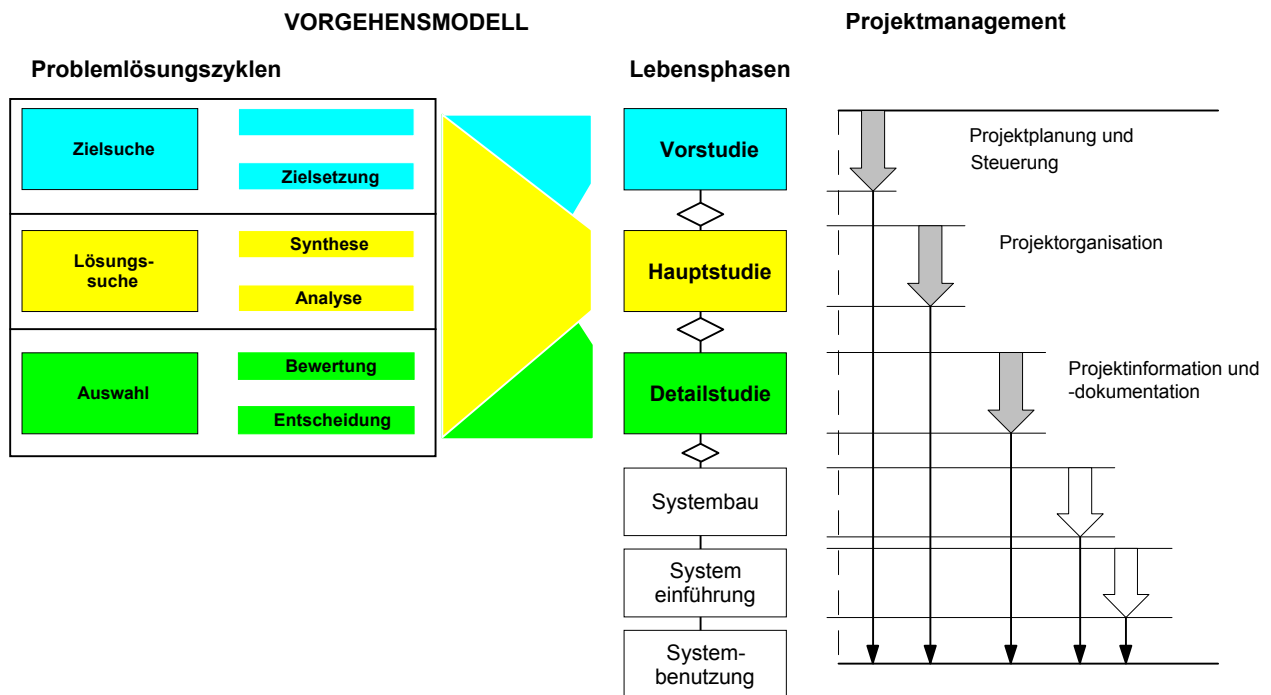 VORGEHENSMODELL
Projektmanagement
Problemlösungszyklen
Lebensphasen
Zielsuche
Zielsetzung
Lösungs-
suche
Synthese
Analyse
Auswahl
Bewertung
Entscheidung
Vorstudie
Hauptstudie
Detailstudie
Systembau
System
einführung
System-
benutzung
Projektplanung und
Steuerung
Projektorganisation
Projektinformation und
-dokumentation